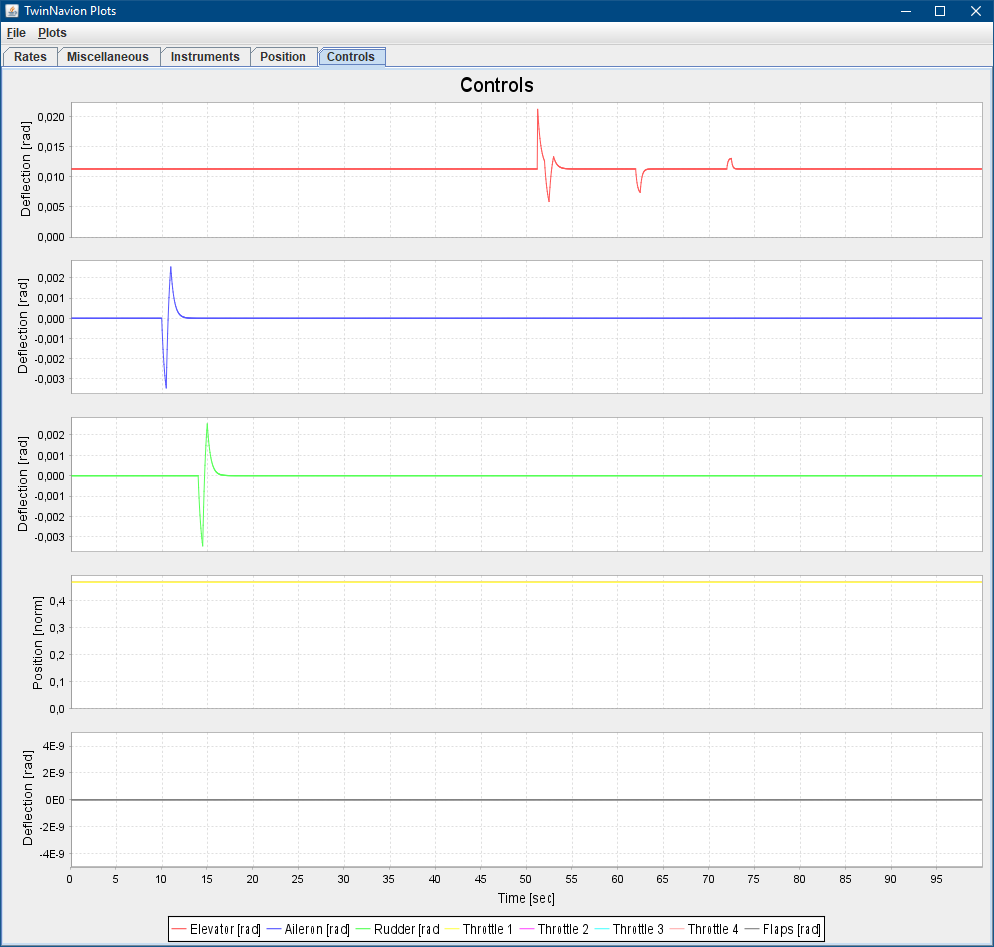 TwinNavion Plots
File Plots
Rates Miscellaneous Instruments Position Controls
Controls
Deflection [rad]
0,020
0,015
0,010
0,005
0,000
Deflection [rad]
0,002
0,001
0,000
-0,001
-0,002
-0,003
Deflection [rad]
0,002
0,001
0,000
-0,001
-0,002
-0,003
Position [norm]
0,4
0,3
0,2
0,1
0,0
Deflection [rad]
4E-9
2E-9
0E0
-2E-9
-4E-9
0 5 10 15 20 25 30 35 40 45 50 55 60 65 70 75 80 85 90 95
Time [sec]
Elevator [rad] Aileron [rad] Rudder [rad Throttle 1 Throttle 2 Throttle 3 Throttle 4 Flaps [rad]